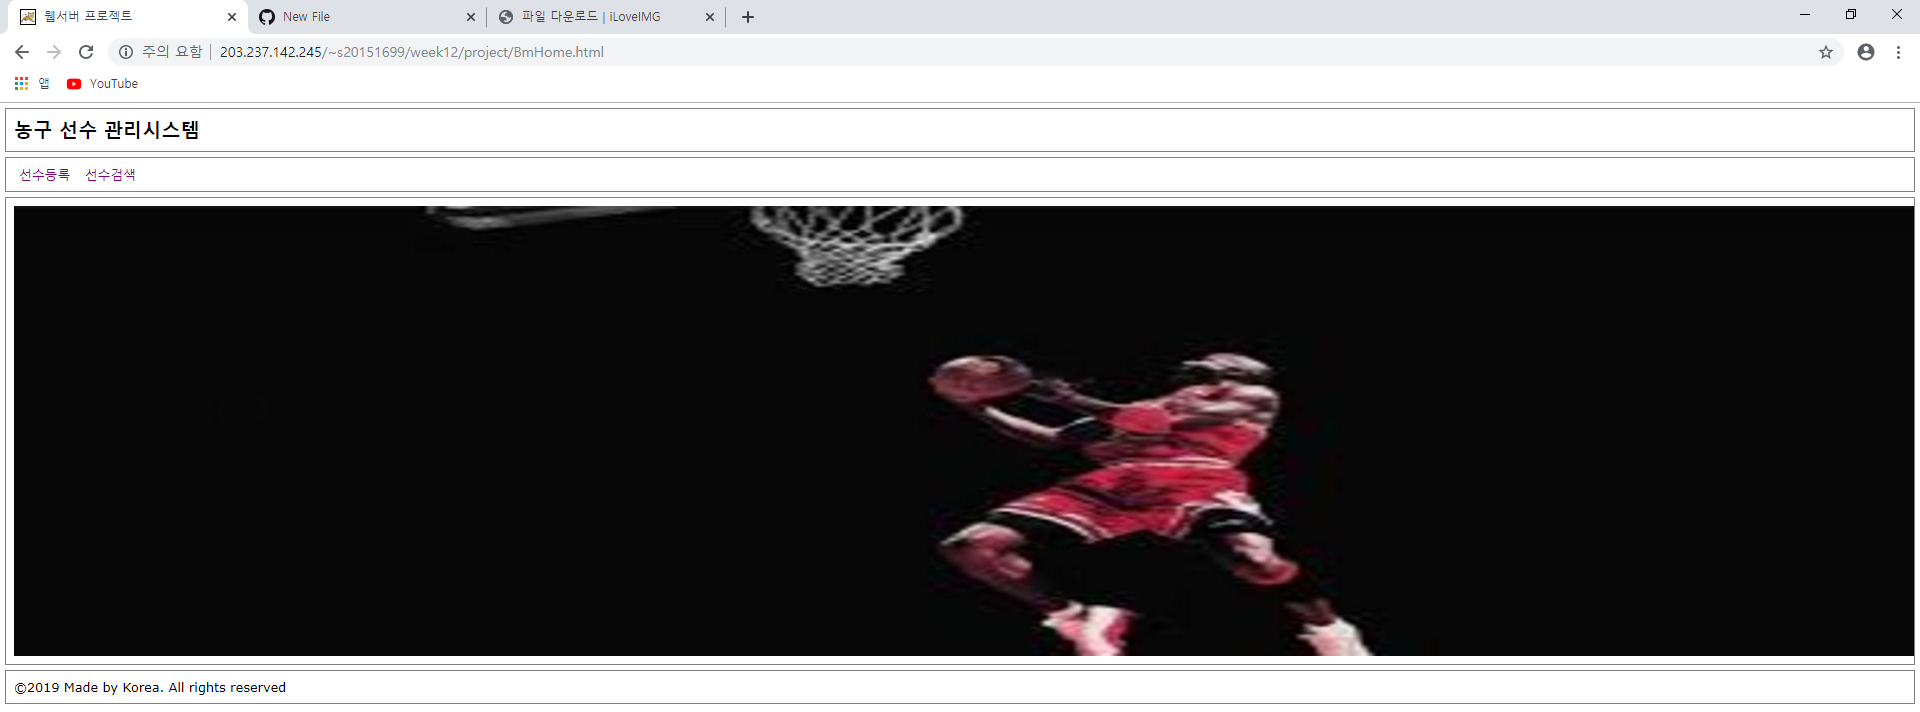 웹서버 프로젝트
New File
파일 다운로드 | iLoveIMG
주의 요함 | 203.237.142.245/~s20151699/week12/project/BmHome.html
앱 YouTube
농구 선수 관리시스템
선수등록 선수검색
©2019 Made by Korea. All rights reserved